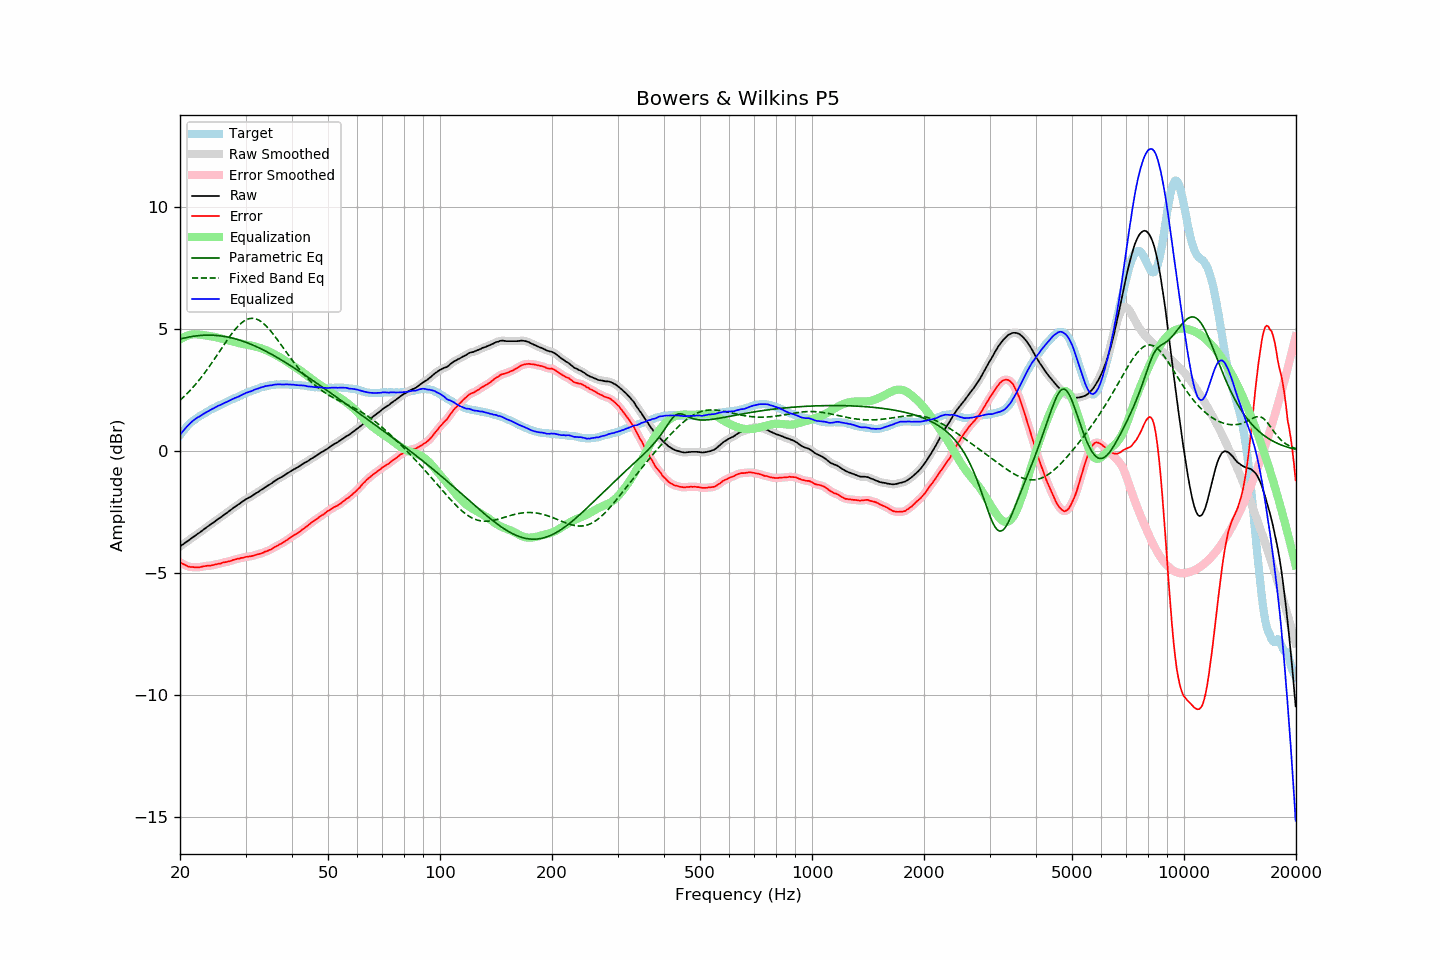 Bowers & Wilkins P5
Target
Raw Smoothed
Error Smoothed
Raw
Error
Equalization
Parametric Eq
Fixed Band Eq
Equalized
10
5
0
−5
−10
−15
Amplitude (dBr)
20
50
100
200
500
1000
2000
5000
10000
20000
Frequency (Hz)